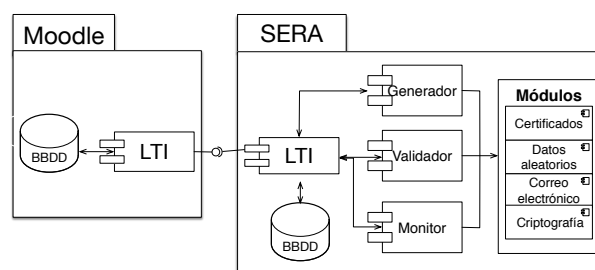 Moodle
BBDD
LTI
SERA
LTI
BBDD
Generador
Validador
Monitor
Módulos
Certificados
Datos
aleatorios
Correo
electrónico
Criptografía